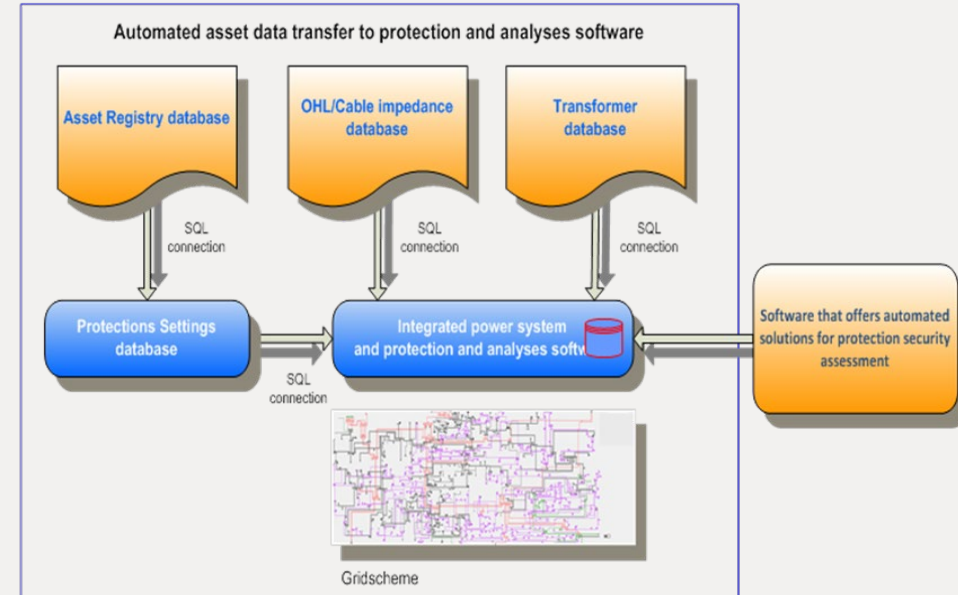 Automated asset data transfer to protection and analyses software
Asset Registry database
OHL/Cable impedance
database
Transformer
database
SQL
connection
SQL
connection
SQL
connection
Protections Settings
database
Integrated power system
and protection and analyses softw
Software that offers automated
solutions for protection security
assessment
SQL
connection
Gridscheme